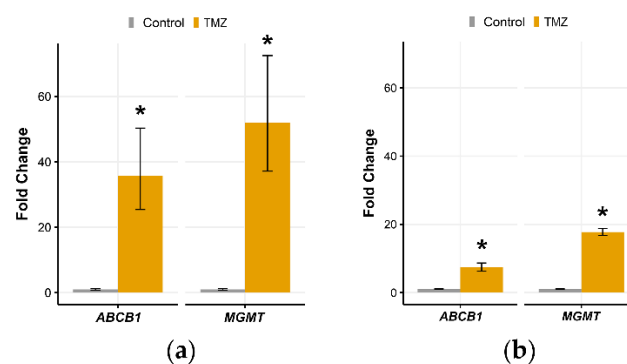 Control TMZ
Fold Change
60
40
20
0
*
*
ABCB1 MGMT
(a)
Control TMZ
Fold Change
60
40
20
0
*
*
ABCB1 MGMT
(b)